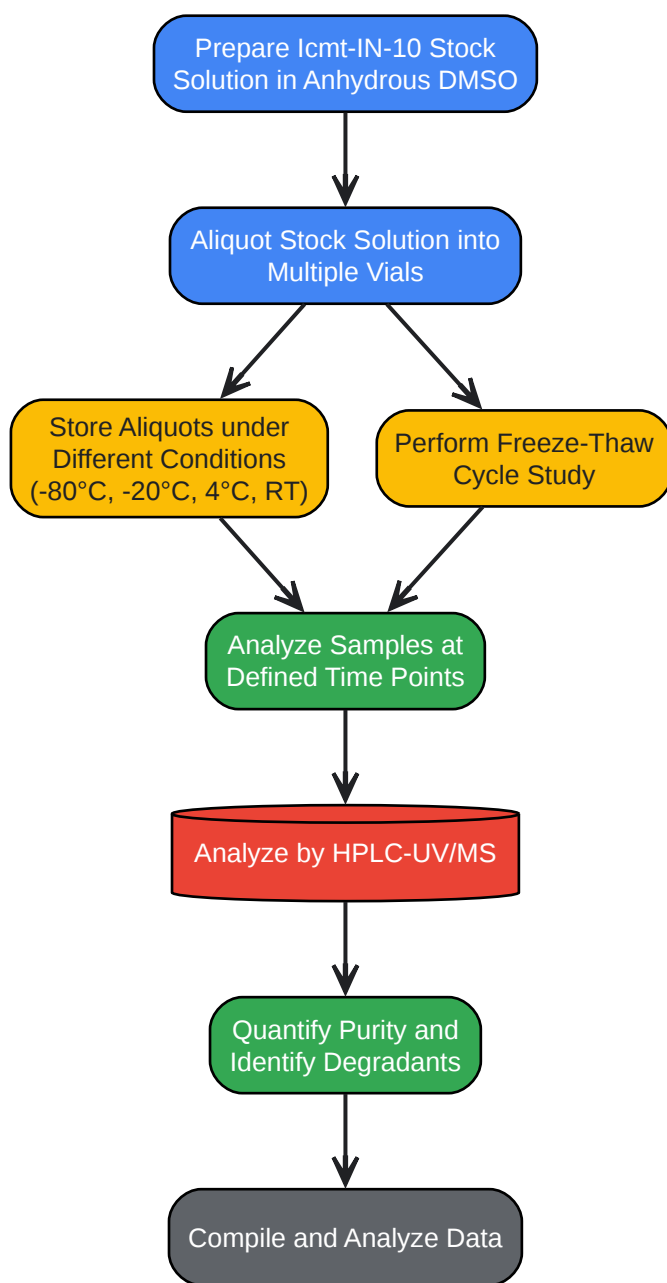 Prepare Icmt-IN-10 Stock
Solution in Anhydrous DMSO
Aliquot Stock Solution into
Multiple Vials
Store Aliquots under
Different Conditions
(-80°C, -20°C, 4°C, RT)
Perform Freeze-Thaw
Cycle Study
Analyze Samples at
Defined Time Points
Analyze by HPLC-UV/MS
Quantify Purity and
Identify Degradants
Compile and Analyze Data